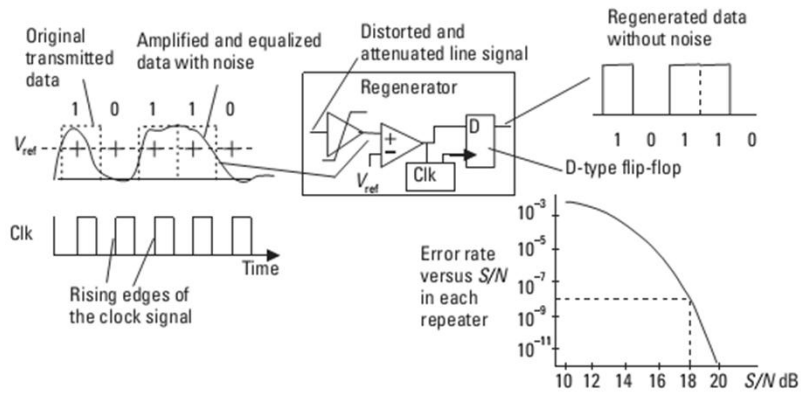 Original
transmitted
data
Amplified and equalized
data with noise
Distorted and
attenuated line signal
Regenerated data
without noise
Regenerator
1 0 1 1 0
Vref
+ + + + +
+
−
D
Vref
Clk
1 0 1 1 0
D-type flip-flop
Clk
Time
Rising edges of
the clock signal
Error rate
versus S/N
in each
repeater
10⁻³
10⁻⁵
10⁻⁷
10⁻⁹
10⁻¹¹
10 12 14 16 18 20 S/N dB